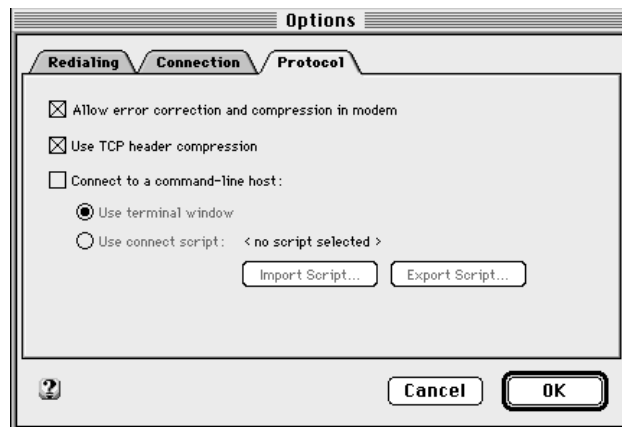 Options
Redialing Connection Protocol
Allow error correction and compression in modem
Use TCP header compression
Connect to a command-line host:
Use terminal window
Use connect script: < no script selected >
Import Script... Export Script...
? Cancel OK